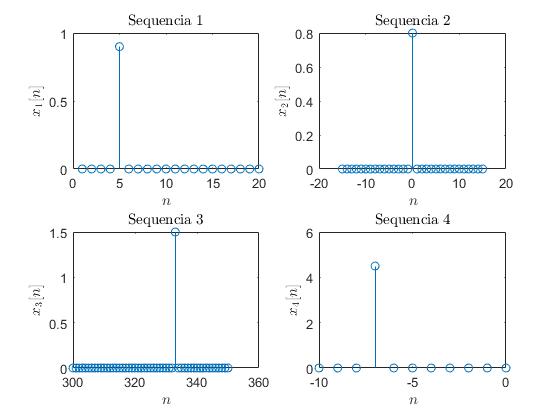 Sequencia 1
1
0.5
0
x₁[n]
0 5 10 15 20
n
Sequencia 2
0.8
0.6
0.4
0.2
0
x₂[n]
-20 -10 0 10 20
n
Sequencia 3
1.5
1
0.5
0
x₃[n]
300 320 340 360
n
Sequencia 4
6
4
2
0
x₄[n]
-10 -5 0
n